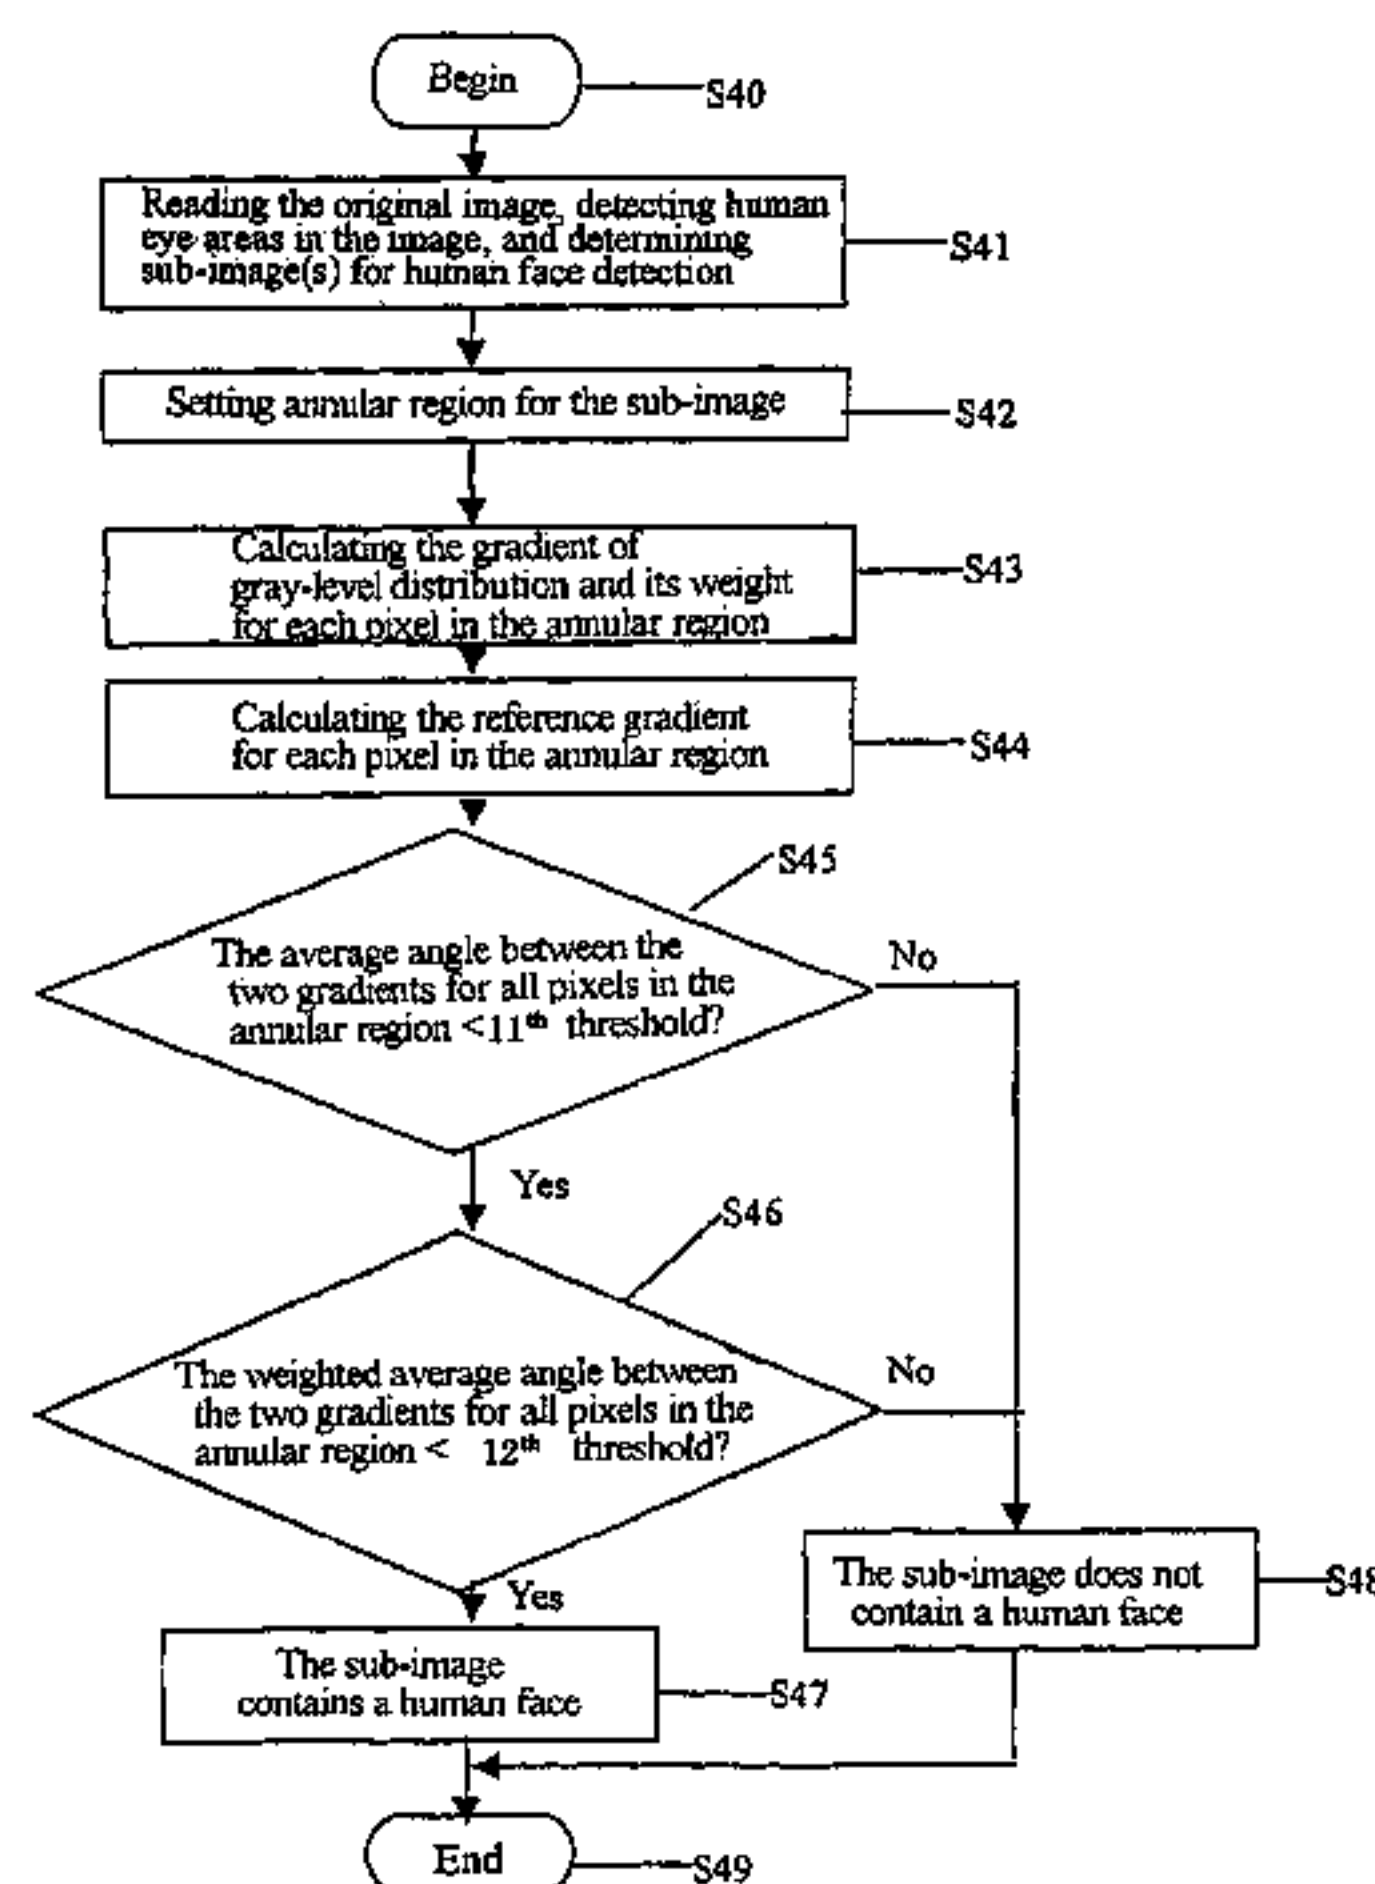 Begin
S40
Reading the original image, detecting human
eye areas in the image, and determining
sub-image(s) for human face detection
S41
Setting annular region for the sub-image
S42
Calculating the gradient of
gray-level distribution and its weight
for each pixel in the annular region
S43
Calculating the reference gradient
for each pixel in the annular region
S44
S45
The average angle between the
two gradients for all pixels in the
annular region <11th threshold?
No
Yes
S46
The weighted average angle between
the two gradients for all pixels in the
annular region < 12th threshold?
No
Yes
The sub-image does not
contain a human face
S48
The sub-image
contains a human face
S47
End
S49